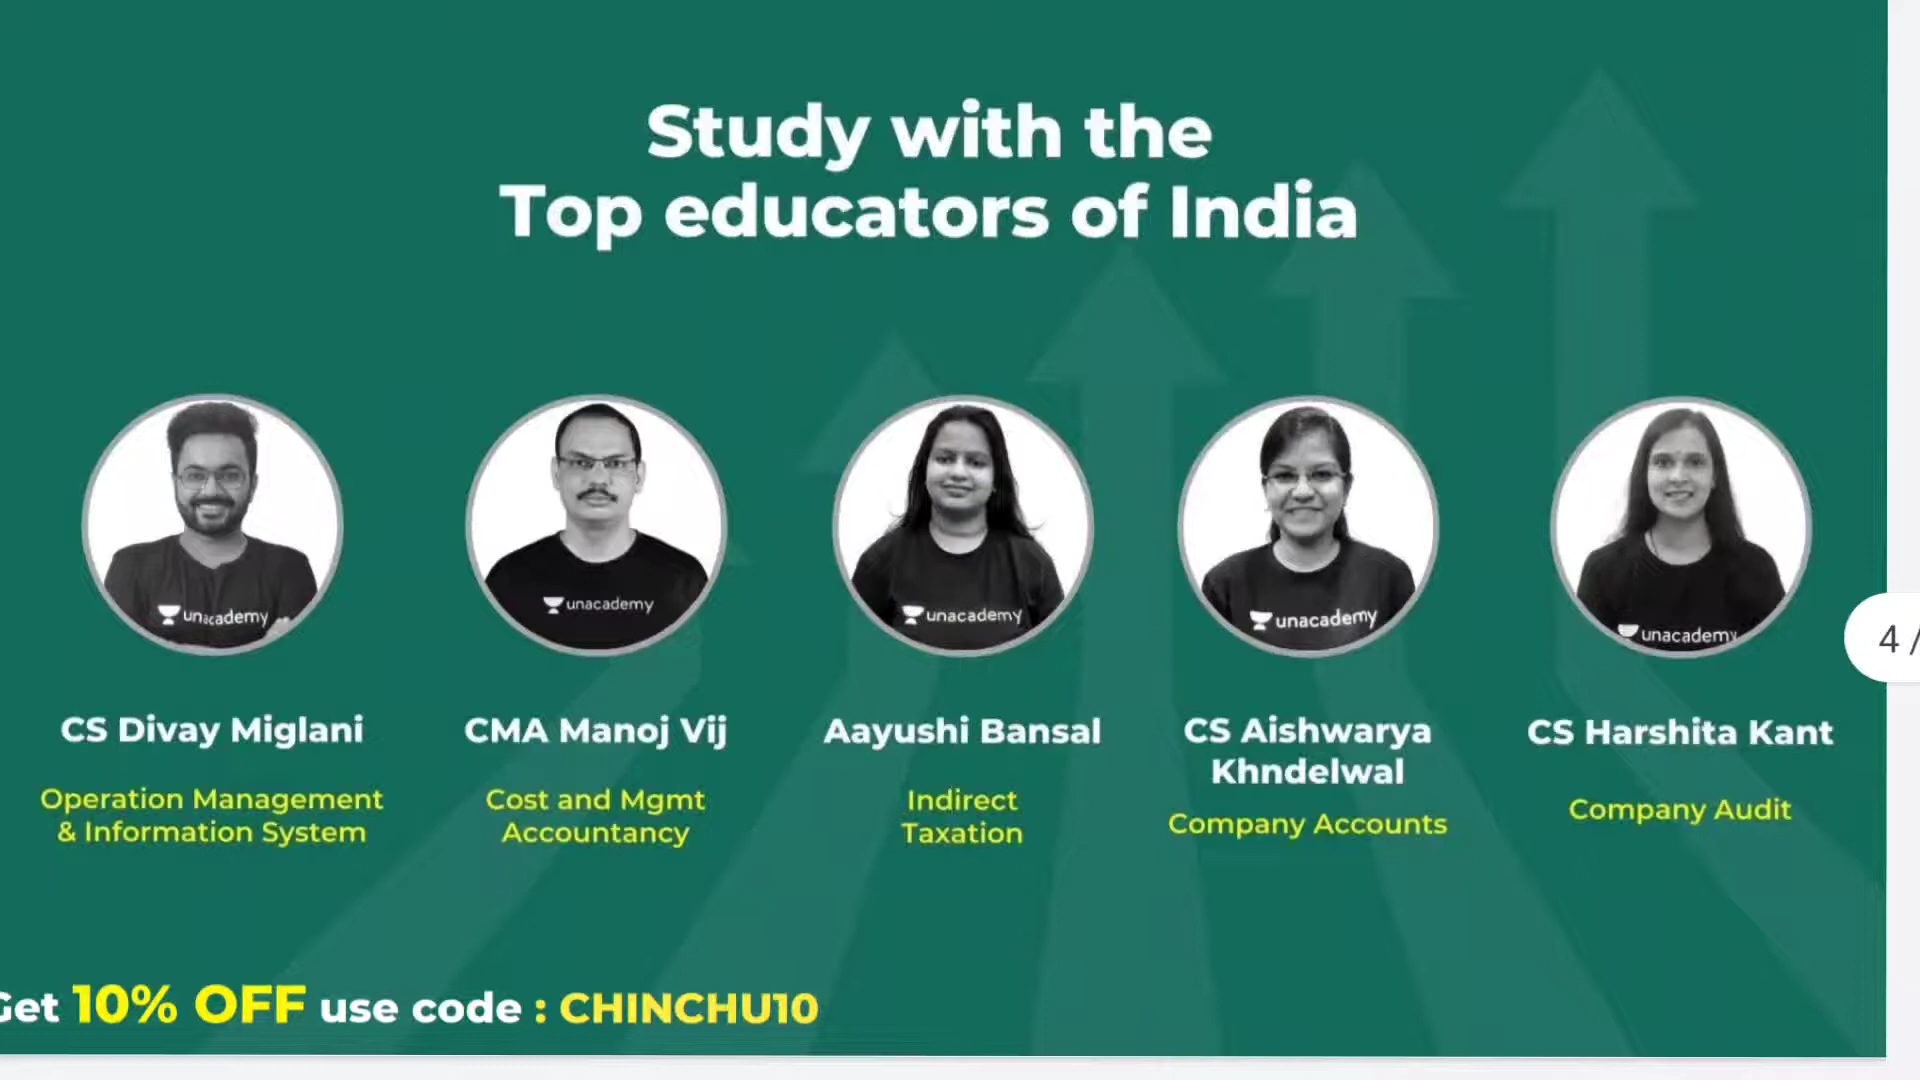 Study with the
Top educators of India
unacademy
unacademy
unacademy
unacademy
unacademy
CS Divay Miglani
CMA Manoj Vij
Aayushi Bansal
CS Aishwarya
Khndelwal
CS Harshita Kant
Operation Management
& Information System
Cost and Mgmt
Accountancy
Indirect
Taxation
Company Accounts
Company Audit
Get 10% OFF use code : CHINCHU10
4 /